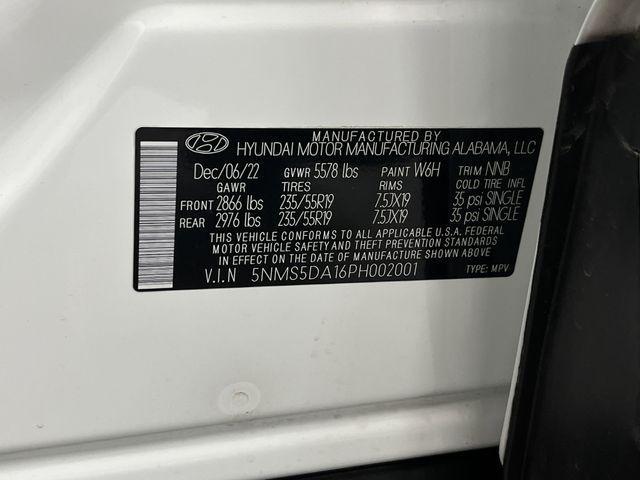 MANUFACTURED BY
HYUNDAI MOTOR MANUFACTURING ALABAMA, LLC
Dec/06/22 GVWR 5578 lbs PAINT W6H TRIM NNB
GAWR TIRES RIMS COLD TIRE INFL
FRONT 2866 lbs 235/55R19 7.5JX19 35 psi SINGLE
REAR 2976 lbs 235/55R19 7.5JX19 35 psi SINGLE
THIS VEHICLE CONFORMS TO ALL APPLICABLE U.S.A. FEDERAL
MOTOR VEHICLE SAFETY AND THEFT PREVENTION STANDARDS
IN EFFECT ON THE DATE OF MANUFACTURE SHOWN ABOVE.
V.I.N 5NMS5DA16PH002001 TYPE: MPV